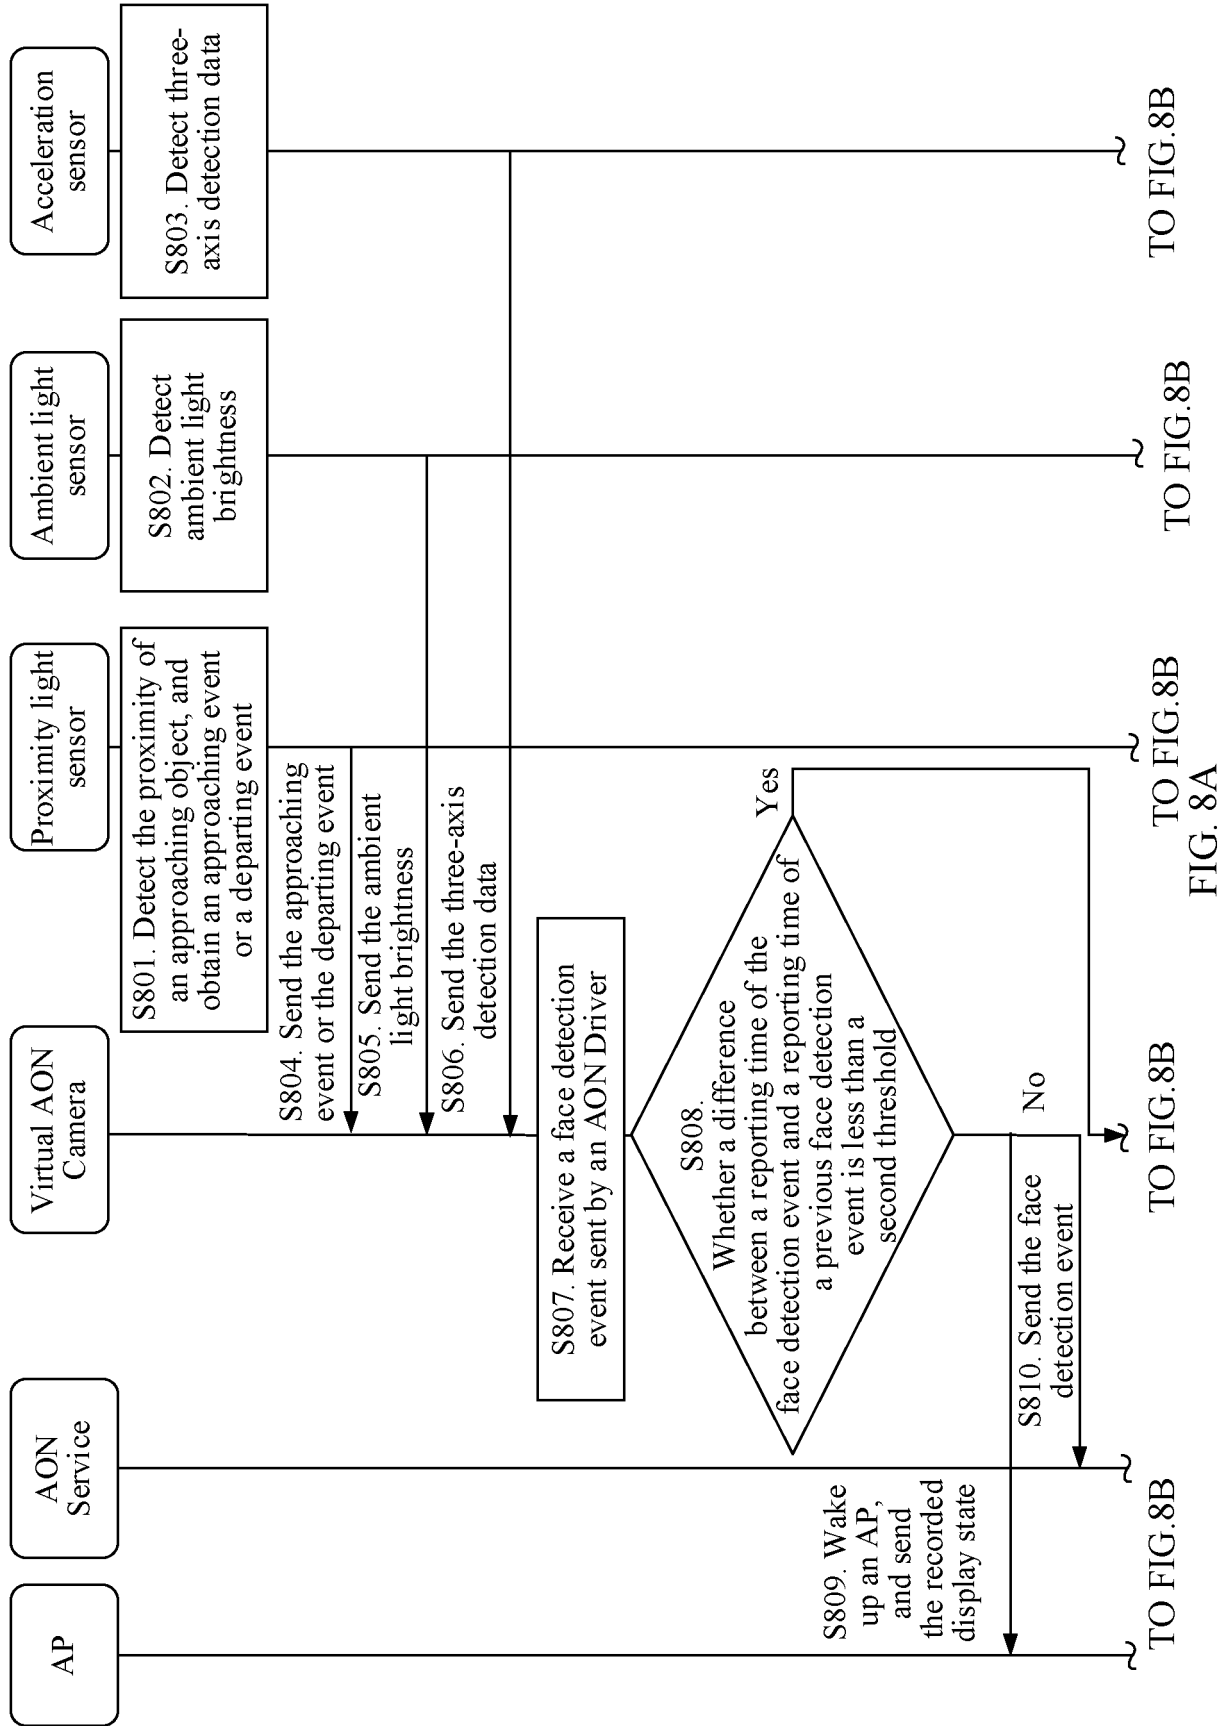 AP
AON
Service
Virtual AON
Camera
Proximity light
sensor
Ambient light
sensor
Acceleration
sensor
S801. Detect the proximity of
an approaching object, and
obtain an approaching event
or a departing event
S802. Detect
ambient light
brightness
S803. Detect three-
axis detection data
S804. Send the approaching
event or the departing event
S805. Send the ambient
light brightness
S806. Send the three-axis
detection data
S807. Receive a face detection
event sent by an AON Driver
S808.
Whether a difference
between a reporting time of the
face detection event and a reporting time of
a previous face detection
event is less than a
second threshold
Yes
No
S809. Wake
up an AP,
and send
the recorded
display state
S810. Send the face
detection event
TO FIG.8B
TO FIG.8B
TO FIG.8B
TO FIG.8B
TO FIG.8B
FIG. 8A